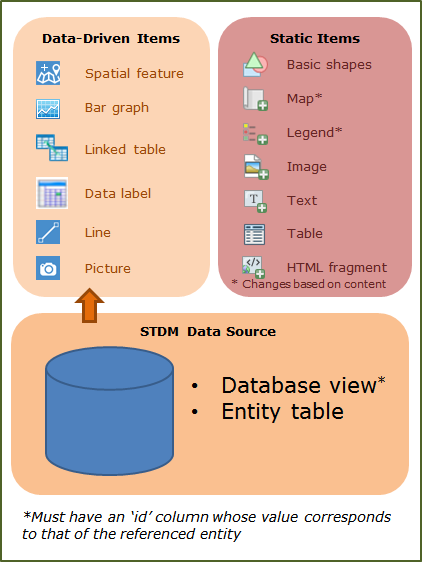 Data-Driven Items
Spatial feature
Bar graph
Linked table
Data label
Line
Picture
Static Items
Basic shapes
Map*
Legend*
Image
Text
Table
HTML fragment
* Changes based on content
STDM Data Source
• Database view*
• Entity table
*Must have an ‘id’ column whose value corresponds
to that of the referenced entity